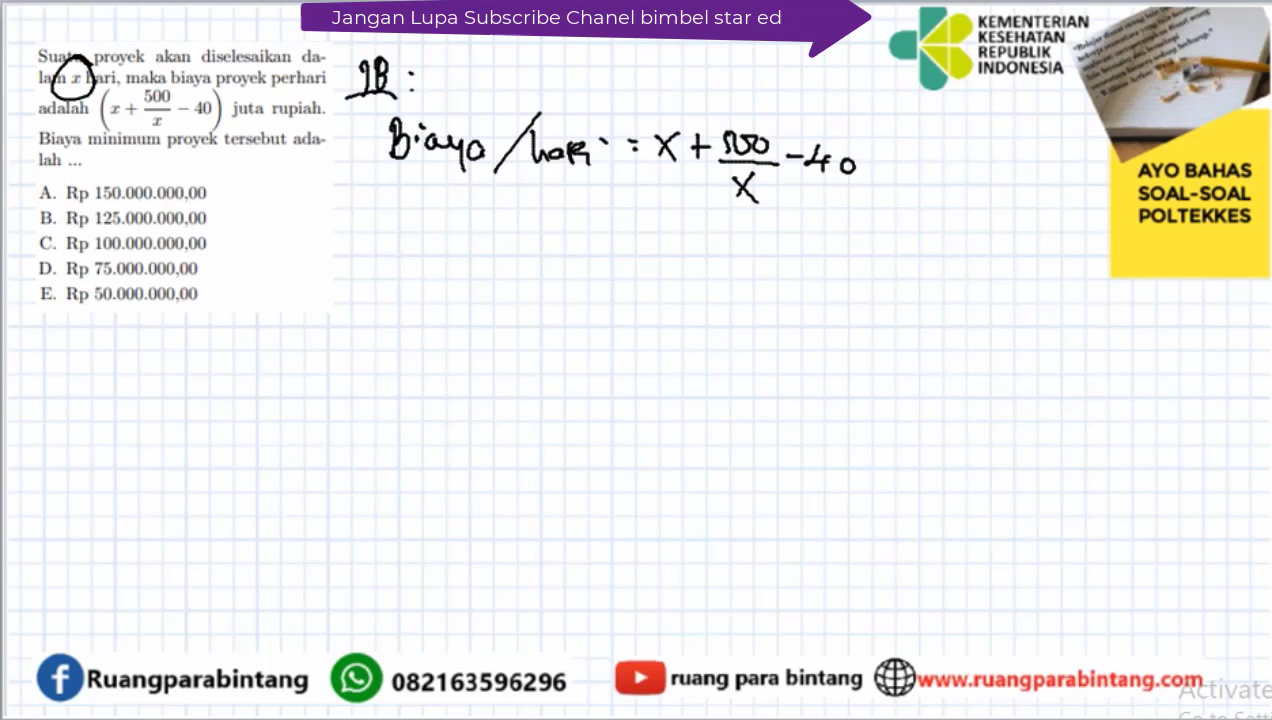 Jangan Lupa Subscribe Chanel bimbel star ed
KEMENTERIAN
KESEHATAN
REPUBLIK
INDONESIA
Suatu proyek akan diselesaikan da-
lam x hari, maka biaya proyek perhari
adalah (x + 500/x − 40) juta rupiah.
Biaya minimum proyek tersebut ada-
lah ...
A. Rp 150.000.000,00
B. Rp 125.000.000,00
C. Rp 100.000.000,00
D. Rp 75.000.000,00
E. Rp 50.000.000,00
JB :
Biaya/hari = x + 500/x - 40
AYO BAHAS
SOAL-SOAL
POLTEKKES
Ruangparabintang
082163596296
ruang para bintang
www.ruangparabintang.com
Activate